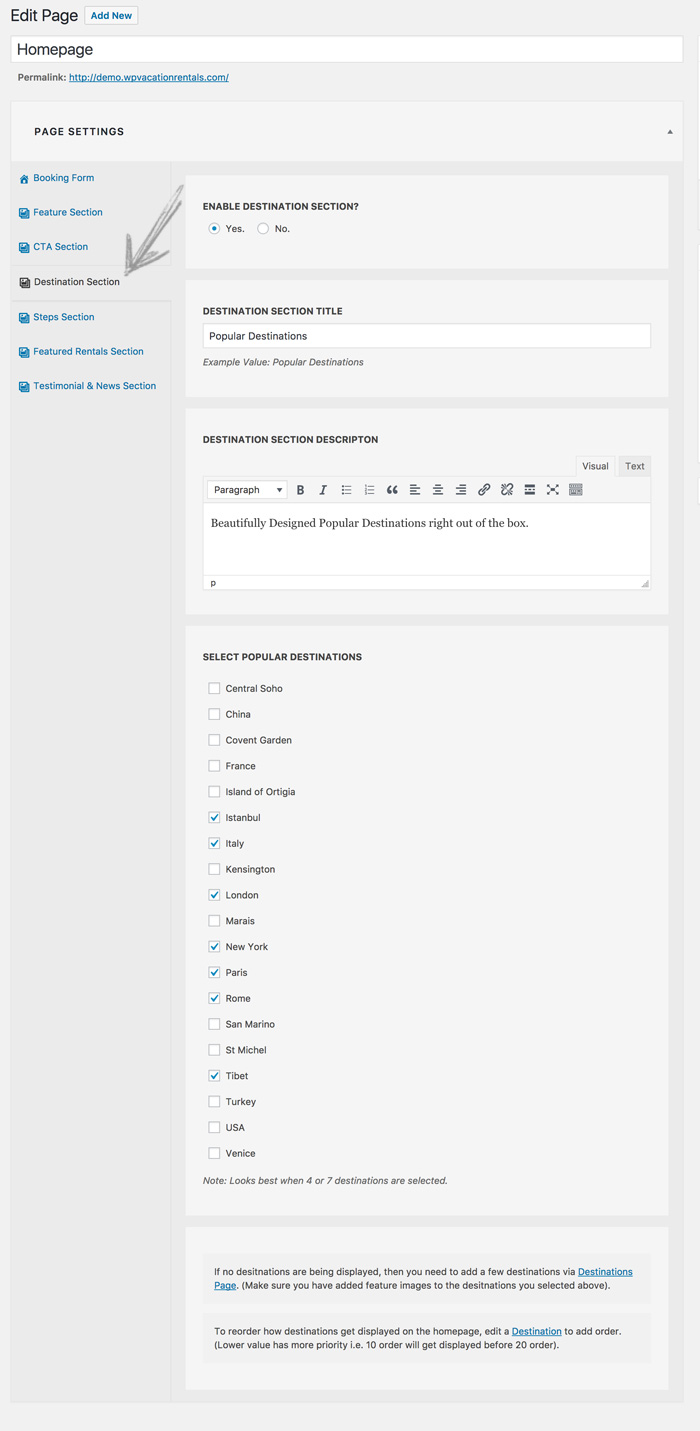 Edit Page Add New
Homepage
Permalink: http://demo.wpvacationrentals.com/
PAGE SETTINGS
Booking Form
Feature Section
CTA Section
Destination Section
Steps Section
Featured Rentals Section
Testimonial & News Section
ENABLE DESTINATION SECTION?
Yes. No.
DESTINATION SECTION TITLE
Popular Destinations
Example Value: Popular Destinations
DESTINATION SECTION DESCRIPTON
Visual Text
Paragraph
Beautifully Designed Popular Destinations right out of the box.
p
SELECT POPULAR DESTINATIONS
Central Soho
China
Covent Garden
France
Island of Ortigia
Istanbul
Italy
Kensington
London
Marais
New York
Paris
Rome
San Marino
St Michel
Tibet
Turkey
USA
Venice
Note: Looks best when 4 or 7 destinations are selected.
If no desitnations are being displayed, then you need to add a few destinations via Destinations
Page. (Make sure you have added feature images to the desitnations you selected above).
To reorder how destinations get displayed on the homepage, edit a Destination to add order.
(Lower value has more priority i.e. 10 order will get displayed before 20 order).